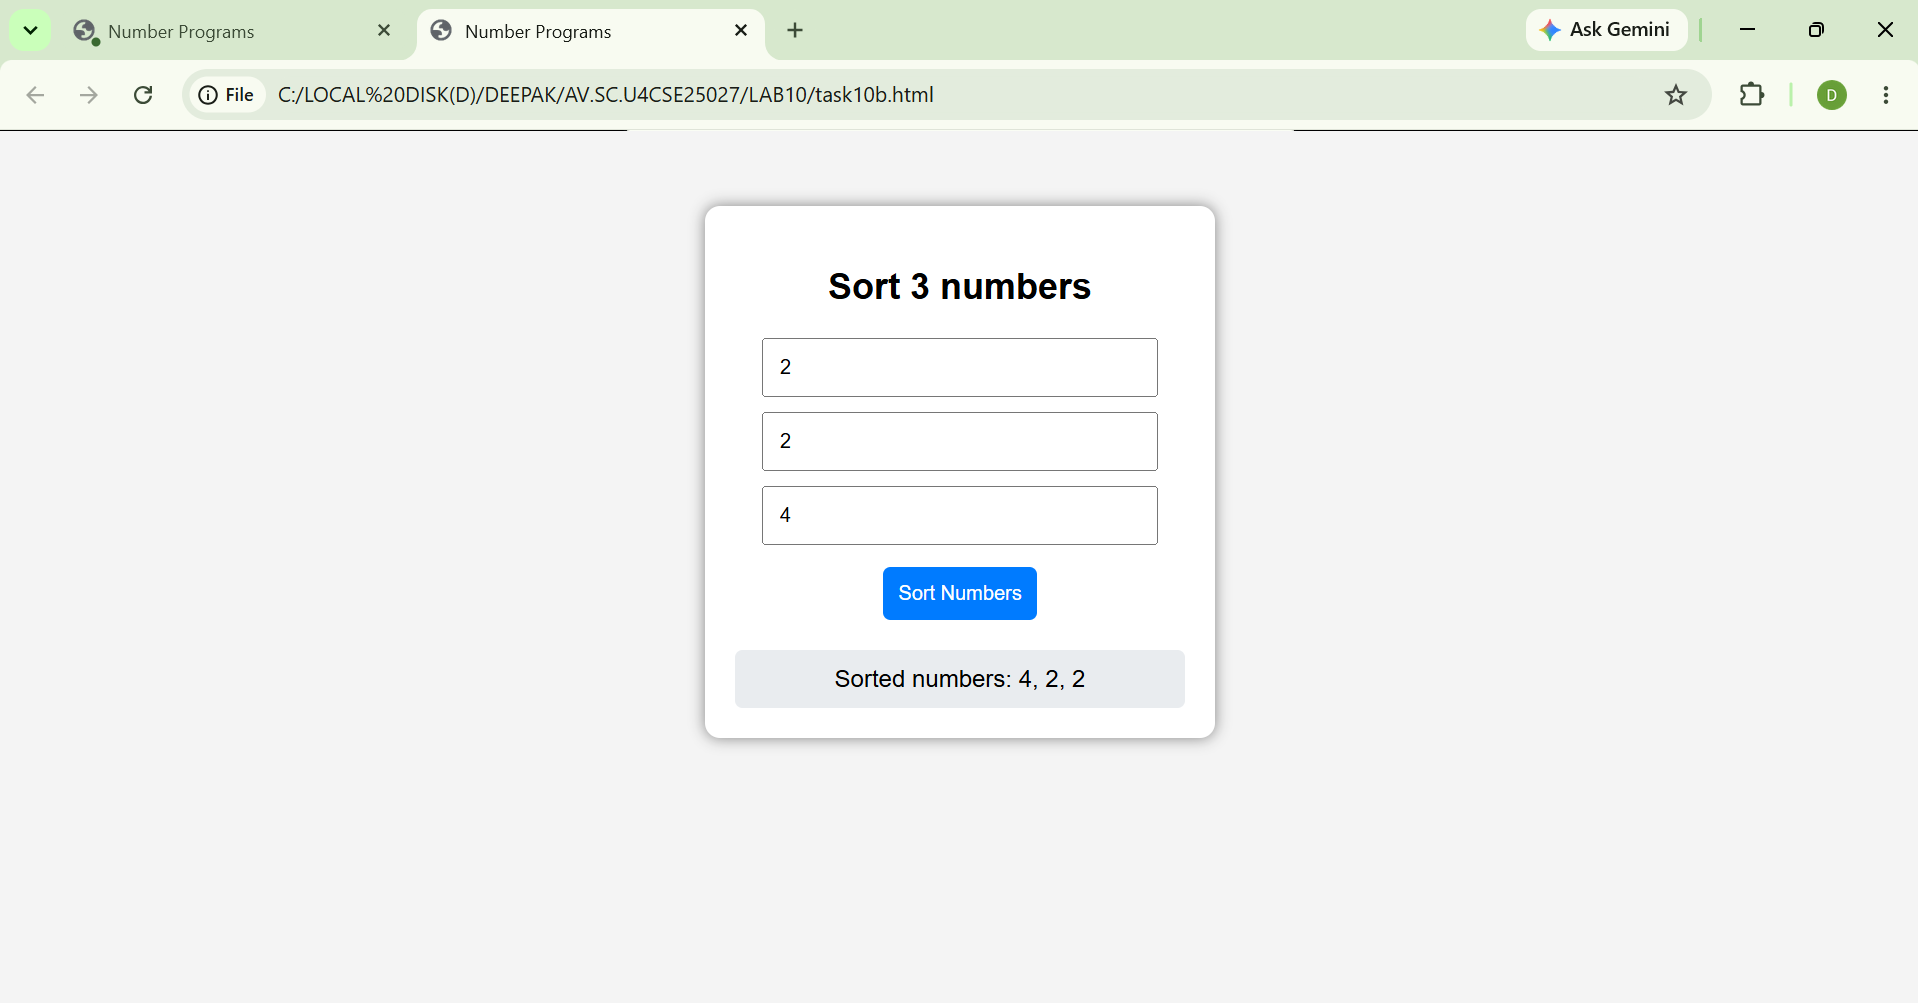 Number Programs
Number Programs
Ask Gemini
File
C:/LOCAL%20DISK(D)/DEEPAK/AV.SC.U4CSE25027/LAB10/task10b.html
D
Sort 3 numbers
2
2
4
Sort Numbers
Sorted numbers: 4, 2, 2